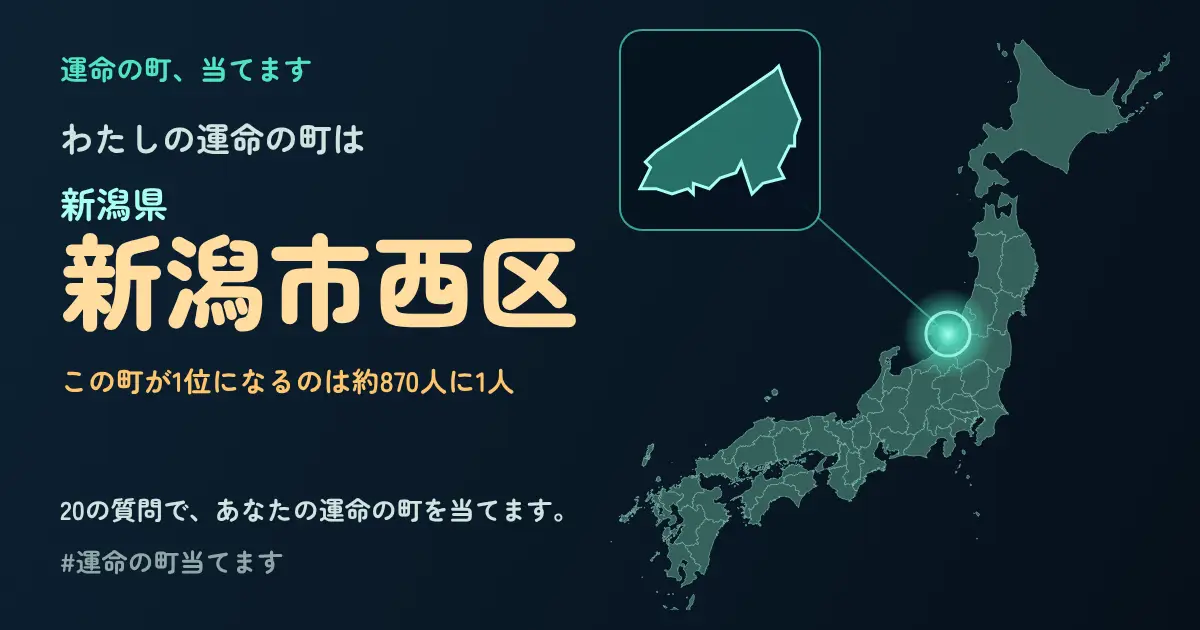 運命の町、当てます
わたしの運命の町は
新潟県
新潟市西区
この町が1位になるのは約870人に1人
20の質問で、あなたの運命の町を当てます。
#運命の町当てます